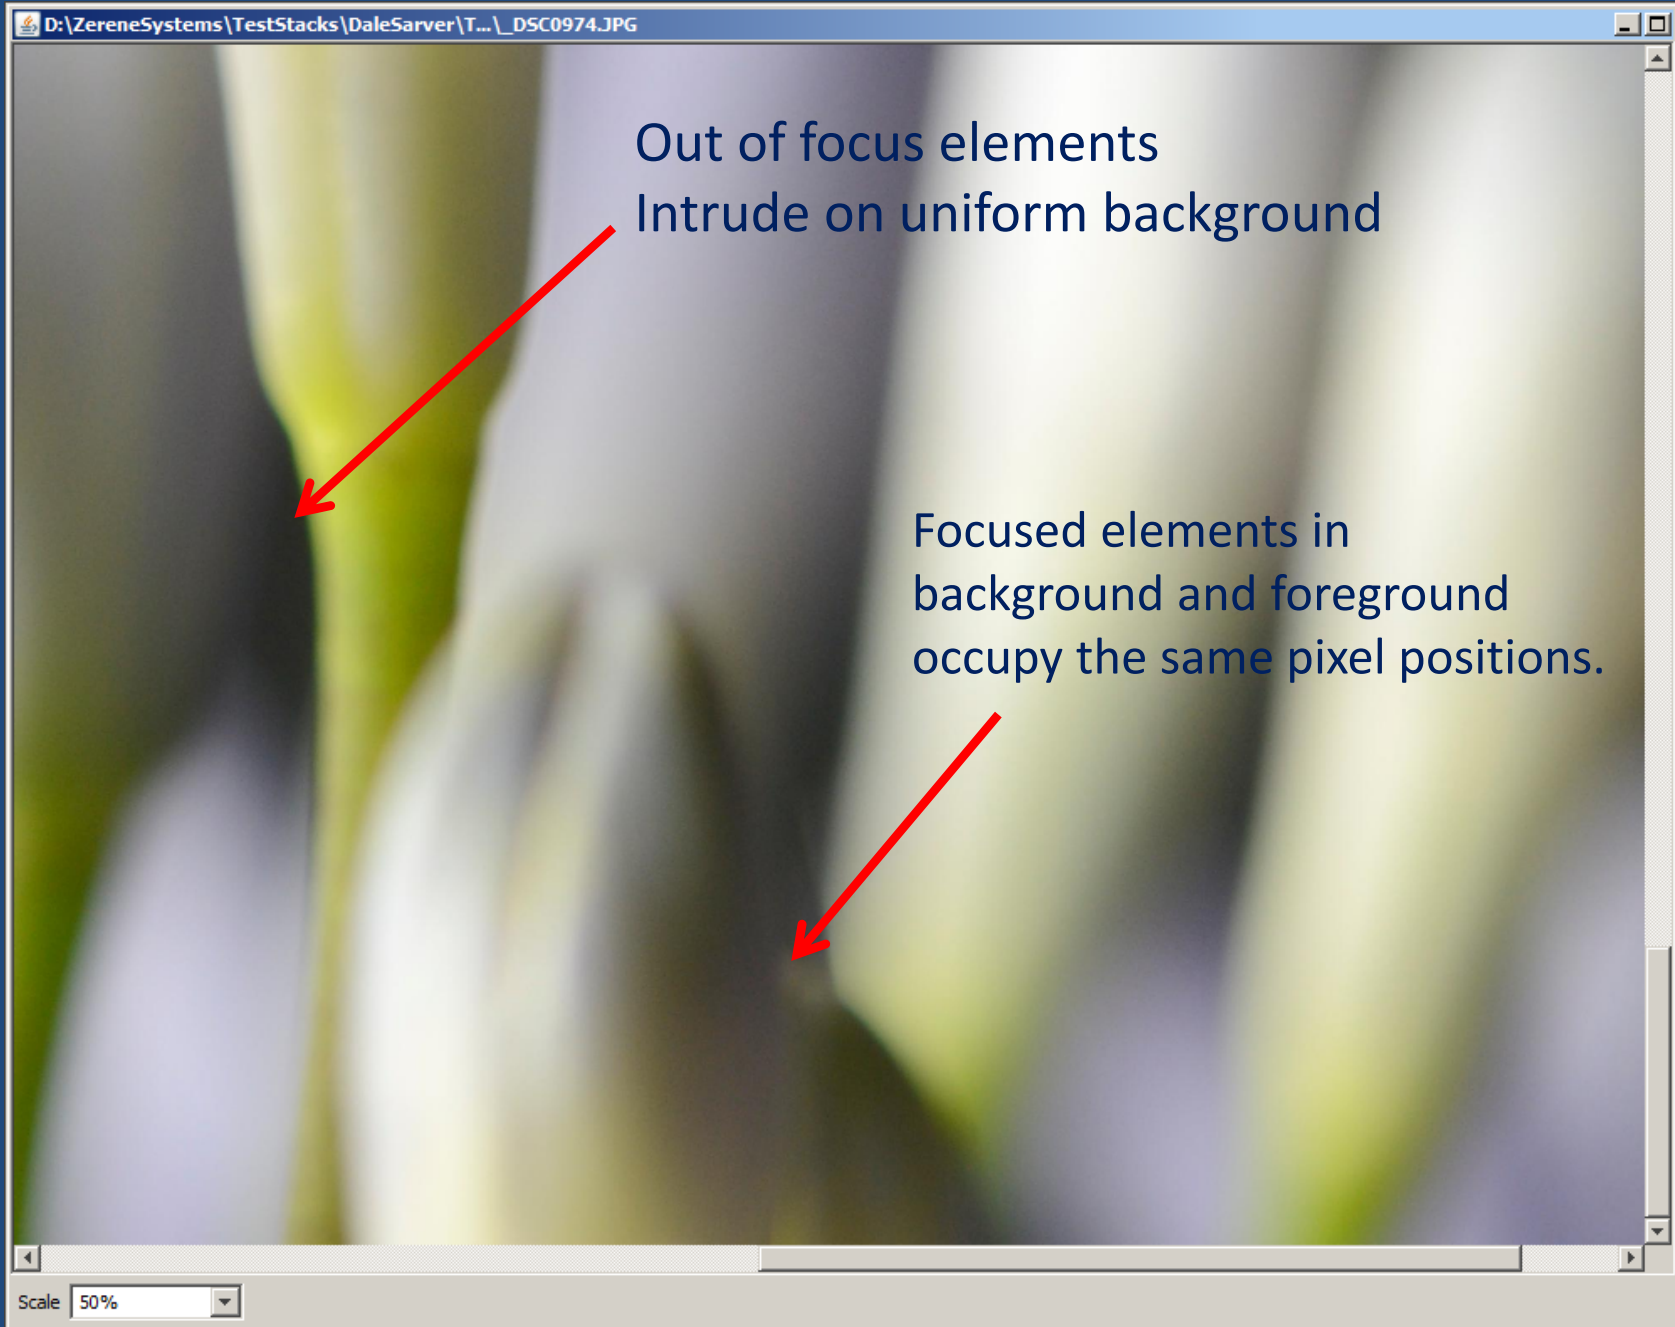 D:\ZereneSystems\TestStacks\DaleSarver\T...\_DSC0974.JPG
Out of focus elements
Intrude on uniform background
Focused elements in
background and foreground
occupy the same pixel positions.
Scale 50%